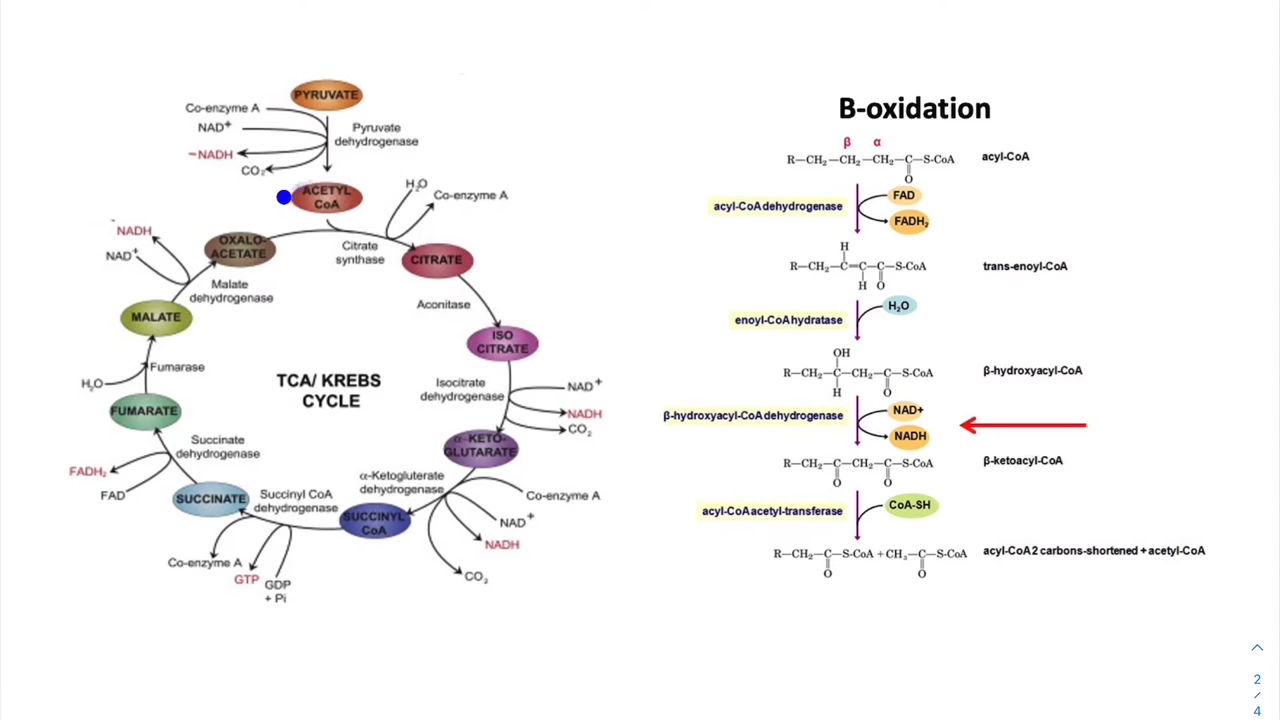 PYRUVATE
Co-enzyme A
NAD+
Pyruvate
dehydrogenase
NADH
CO2
ACETYL
CoA
H2O
Co-enzyme A
NADH
NAD+
OXALO-
ACETATE
Citrate
synthase
CITRATE
Malate
dehydrogenase
Aconitase
MALATE
ISO
CITRATE
Fumarase
H2O
TCA/ KREBS
CYCLE
Isocitrate
dehydrogenase
NAD+
NADH
CO2
FUMARATE
Succinate
dehydrogenase
α-KETO-
GLUTARATE
FADH2
FAD
α-Ketogluterate
dehydrogenase
SUCCINATE
Succinyl CoA
dehydrogenase
SUCCINYL
CoA
Co-enzyme A
NAD+
NADH
CO2
Co-enzyme A
GTP
GDP
+ Pi
B-oxidation
β α
R—CH2—CH2—CH2—C—S-CoA
O
acyl-CoA
acyl-CoA dehydrogenase
FAD
FADH2
H
R—CH2—C=C—C—S-CoA
H O
trans-enoyl-CoA
enoyl-CoA hydratase
H2O
OH
R—CH2—C—CH2—C—S-CoA
H O
β-hydroxyacyl-CoA
β-hydroxyacyl-CoA dehydrogenase
NAD+
NADH
R—CH2—C—CH2—C—S-CoA
O O
β-ketoacyl-CoA
acyl-CoA acetyl-transferase
CoA-SH
R—CH2—C—S-CoA + CH3—C—S-CoA
O O
acyl-CoA 2 carbons-shortened + acetyl-CoA
2
/
4